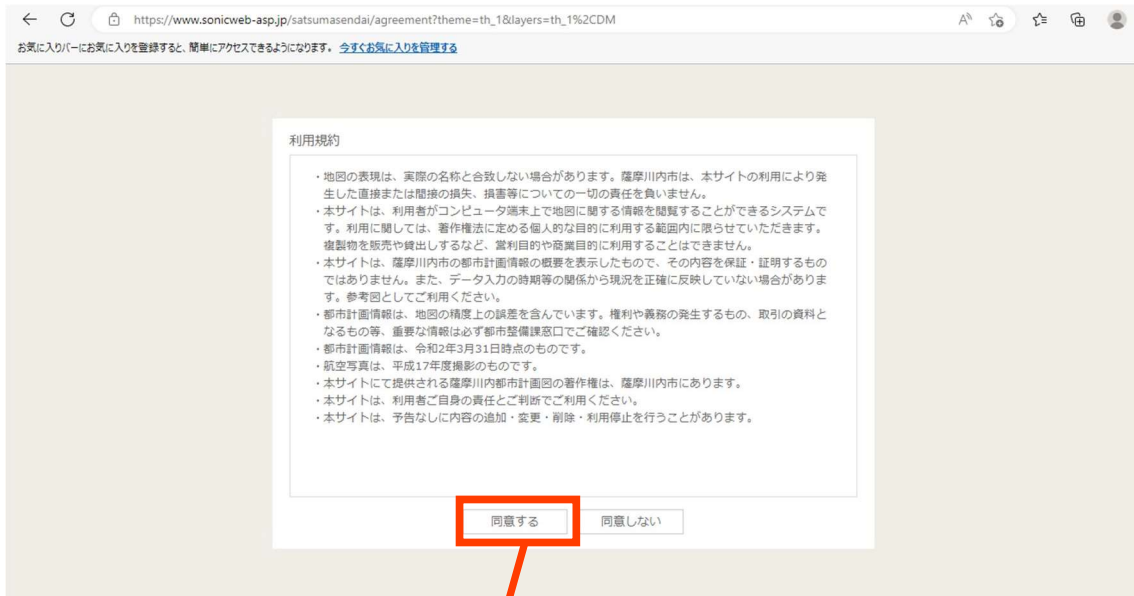 https://www.sonicweb-asp.jp/satsumasendai/agreement?theme=th_1&layers=th_1%2CDM
お気に入りバーにお気に入りを登録すると、簡単にアクセスできるようになります。 今すぐお気に入りを管理する
利用規約
・地図の表現は、実際の名称と合致しない場合があります。薩摩川内市は、本サイトの利用により発
生した直接または間接の損失、損害等についての一切の責任を負いません。
・本サイトは、利用者がコンピュータ端末上で地図に関する情報を閲覧することができるシステムで
す。利用に関しては、著作権法に定める個人的な目的に利用する範囲内に限らせていただきます。
複製物を販売や貸出しするなど、営利目的や商業目的に利用することはできません。
・本サイトは、薩摩川内市の都市計画情報の概要を表示したもので、その内容を保証・証明するもの
ではありません。また、データ入力の時期等の関係から現況を正確に反映していない場合がありま
す。参考図としてご利用ください。
・都市計画情報は、地図の精度上の誤差を含んでいます。権利や義務の発生するもの、取引の資料と
なるもの等、重要な情報は必ず都市整備課窓口でご確認ください。
・都市計画情報は、令和2年3月31日時点のものです。
・航空写真は、平成17年度撮影のものです。
・本サイトにて提供される薩摩川内都市計画図の著作権は、薩摩川内市にあります。
・本サイトは、利用者ご自身の責任とご判断でご利用ください。
・本サイトは、予告なしに内容の追加・変更・削除・利用停止を行うことがあります。
同意する 同意しない